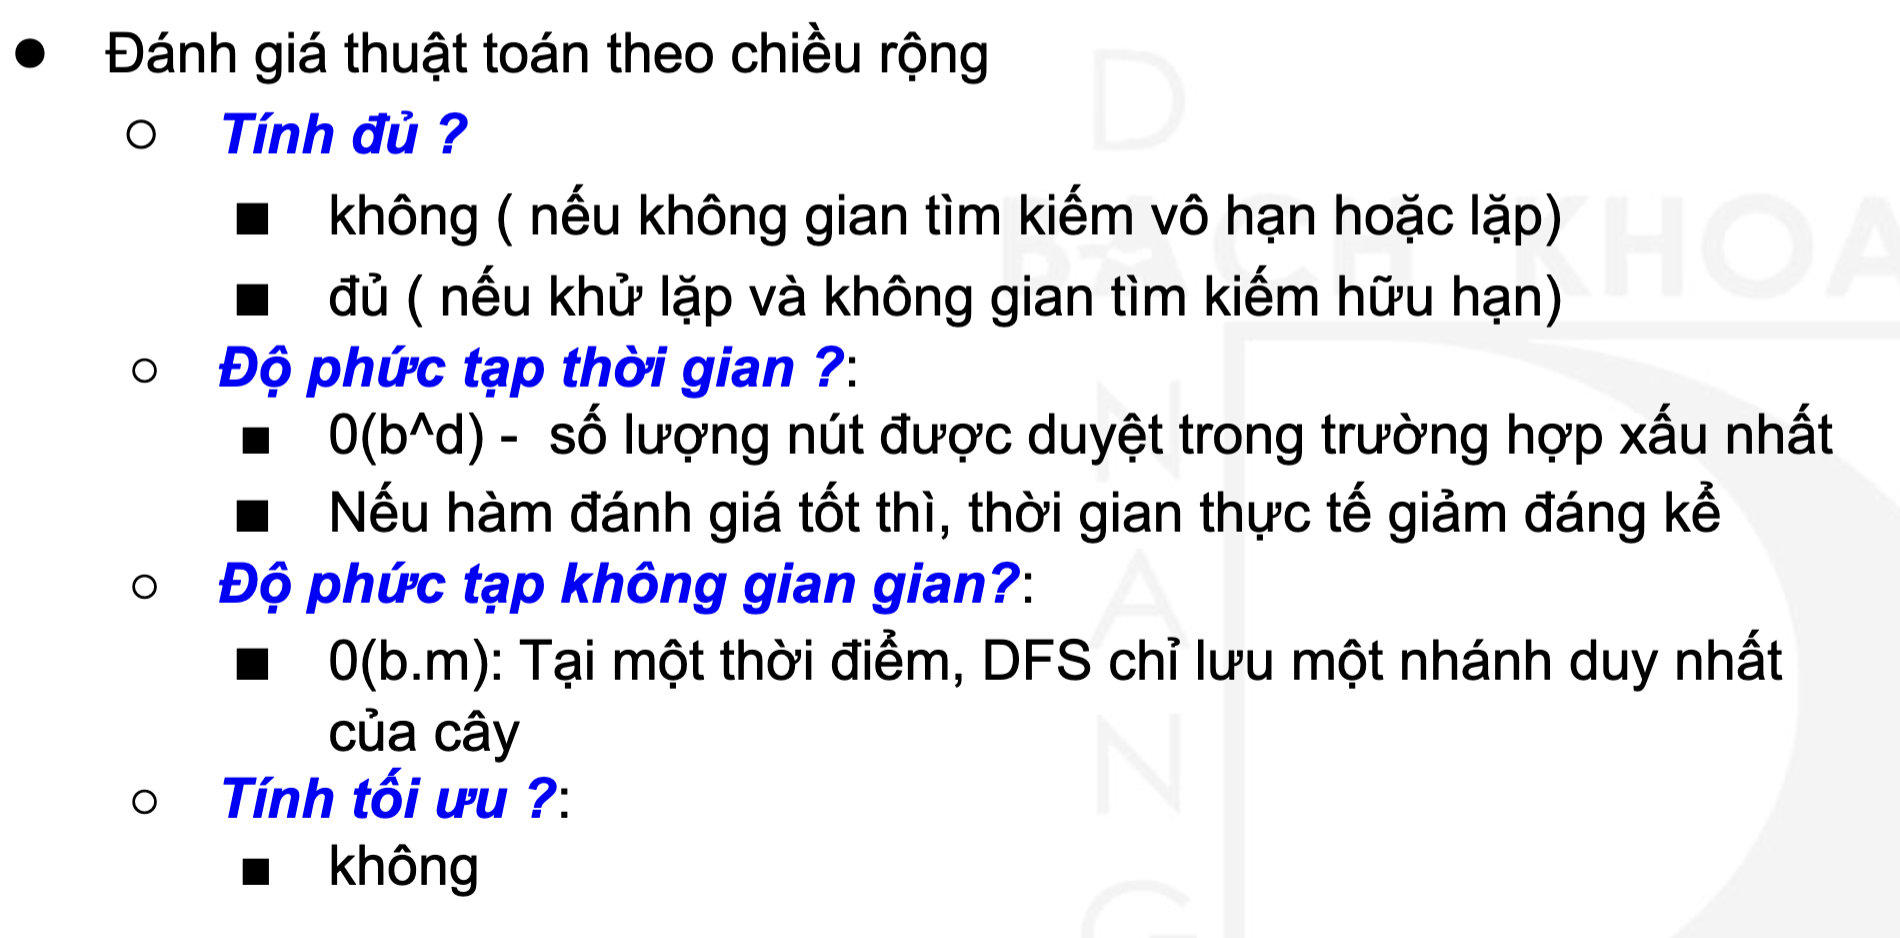 ● Đánh giá thuật toán theo chiều rộng
○ Tính đủ ?
■ không ( nếu không gian tìm kiếm vô hạn hoặc lặp)
■ đủ ( nếu khử lặp và không gian tìm kiếm hữu hạn)
○ Độ phức tạp thời gian ?:
■ 0(b^d) - số lượng nút được duyệt trong trường hợp xấu nhất
■ Nếu hàm đánh giá tốt thì, thời gian thực tế giảm đáng kể
○ Độ phức tạp không gian gian?:
■ 0(b.m): Tại một thời điểm, DFS chỉ lưu một nhánh duy nhất
của cây
○ Tính tối ưu ?:
■ không
BACH KHOA
DANANG